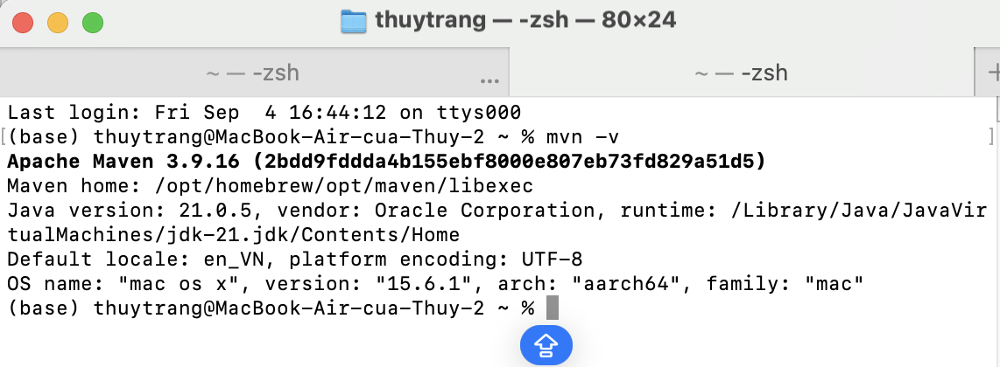 thuytrang — -zsh — 80×24
~ — -zsh ... ~ — -zsh +
Last login: Fri Sep  4 16:44:12 on ttys000
[(base) thuytrang@MacBook-Air-cua-Thuy-2 ~ % mvn -v ]
Apache Maven 3.9.16 (2bdd9fddda4b155ebf8000e807eb73fd829a51d5)
Maven home: /opt/homebrew/opt/maven/libexec
Java version: 21.0.5, vendor: Oracle Corporation, runtime: /Library/Java/JavaVir
tualMachines/jdk-21.jdk/Contents/Home
Default locale: en_VN, platform encoding: UTF-8
OS name: "mac os x", version: "15.6.1", arch: "aarch64", family: "mac"
(base) thuytrang@MacBook-Air-cua-Thuy-2 ~ %